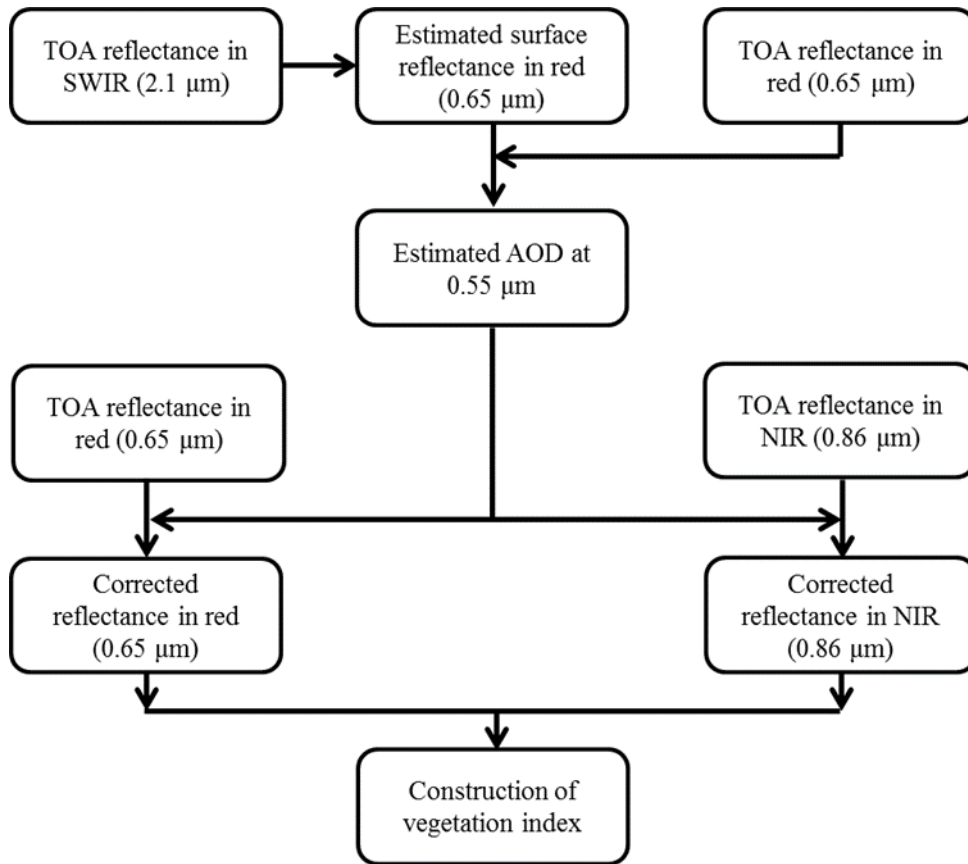 TOA reflectance in
SWIR (2.1 μm)
Estimated surface
reflectance in red
(0.65 μm)
TOA reflectance in
red (0.65 μm)
Estimated AOD at
0.55 μm
TOA reflectance in
red (0.65 μm)
TOA reflectance in
NIR (0.86 μm)
Corrected
reflectance in red
(0.65 μm)
Corrected
reflectance in NIR
(0.86 μm)
Construction of
vegetation index